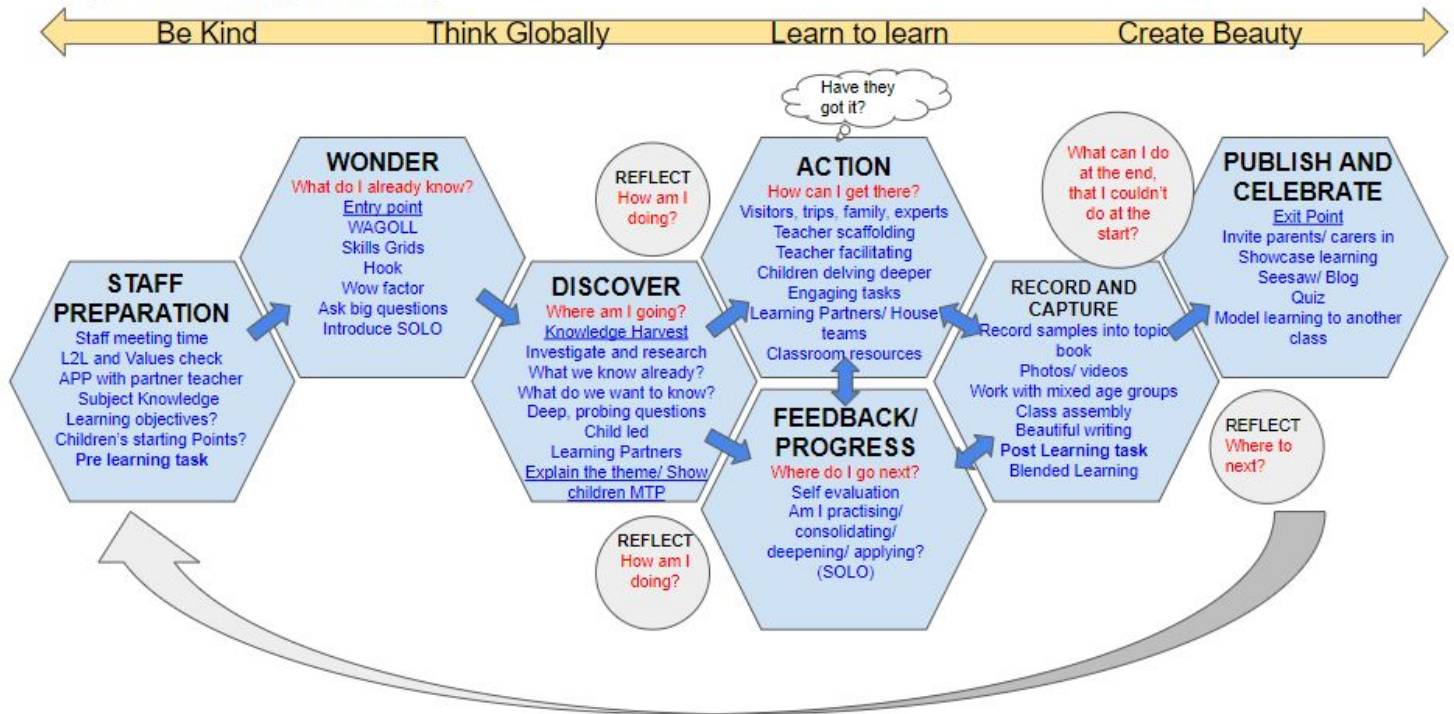 Be Kind
Think Globally
Learn to learn
Create Beauty
STAFF
PREPARATION
Staff meeting time
L2L and Values check
APP with partner teacher
Subject Knowledge
Learning objectives?
Children's starting Points?
Pre learning task
WONDER
What do I already know?
Entry point
WAGOLL
Skills Grids
Hook
Wow factor
Ask big questions
Introduce SOLO
DISCOVER
Where am I going?
Knowledge Harvest
Investigate and research
What we know already?
What do we want to know?
Deep, probing questions
Child led
Learning Partners
Explain the theme/ Show
children MTP
REFLECT
How am I
doing?
REFLECT
How am I
doing?
Have they
got it?
ACTION
How can I get there?
Visitors, trips, family, experts
Teacher scaffolding
Teacher facilitating
Children delving deeper
Engaging tasks
Learning Partners/ House
teams
Classroom resources
FEEDBACK/
PROGRESS
Where do I go next?
Self evaluation
Am I practising/
consolidating/
deepening/ applying?
(SOLO)
RECORD AND
CAPTURE
Record samples into topic
book
Photos/ videos
Work with mixed age groups
Class assembly
Beautiful writing
Post Learning task
Blended Learning
What can I do
at the end,
that I couldn't
do at the
start?
PUBLISH AND
CELEBRATE
Exit Point
Invite parents/ carers in
Showcase learning
Seesaw/ Blog
Quiz
Model learning to another
class
REFLECT
Where to
next?